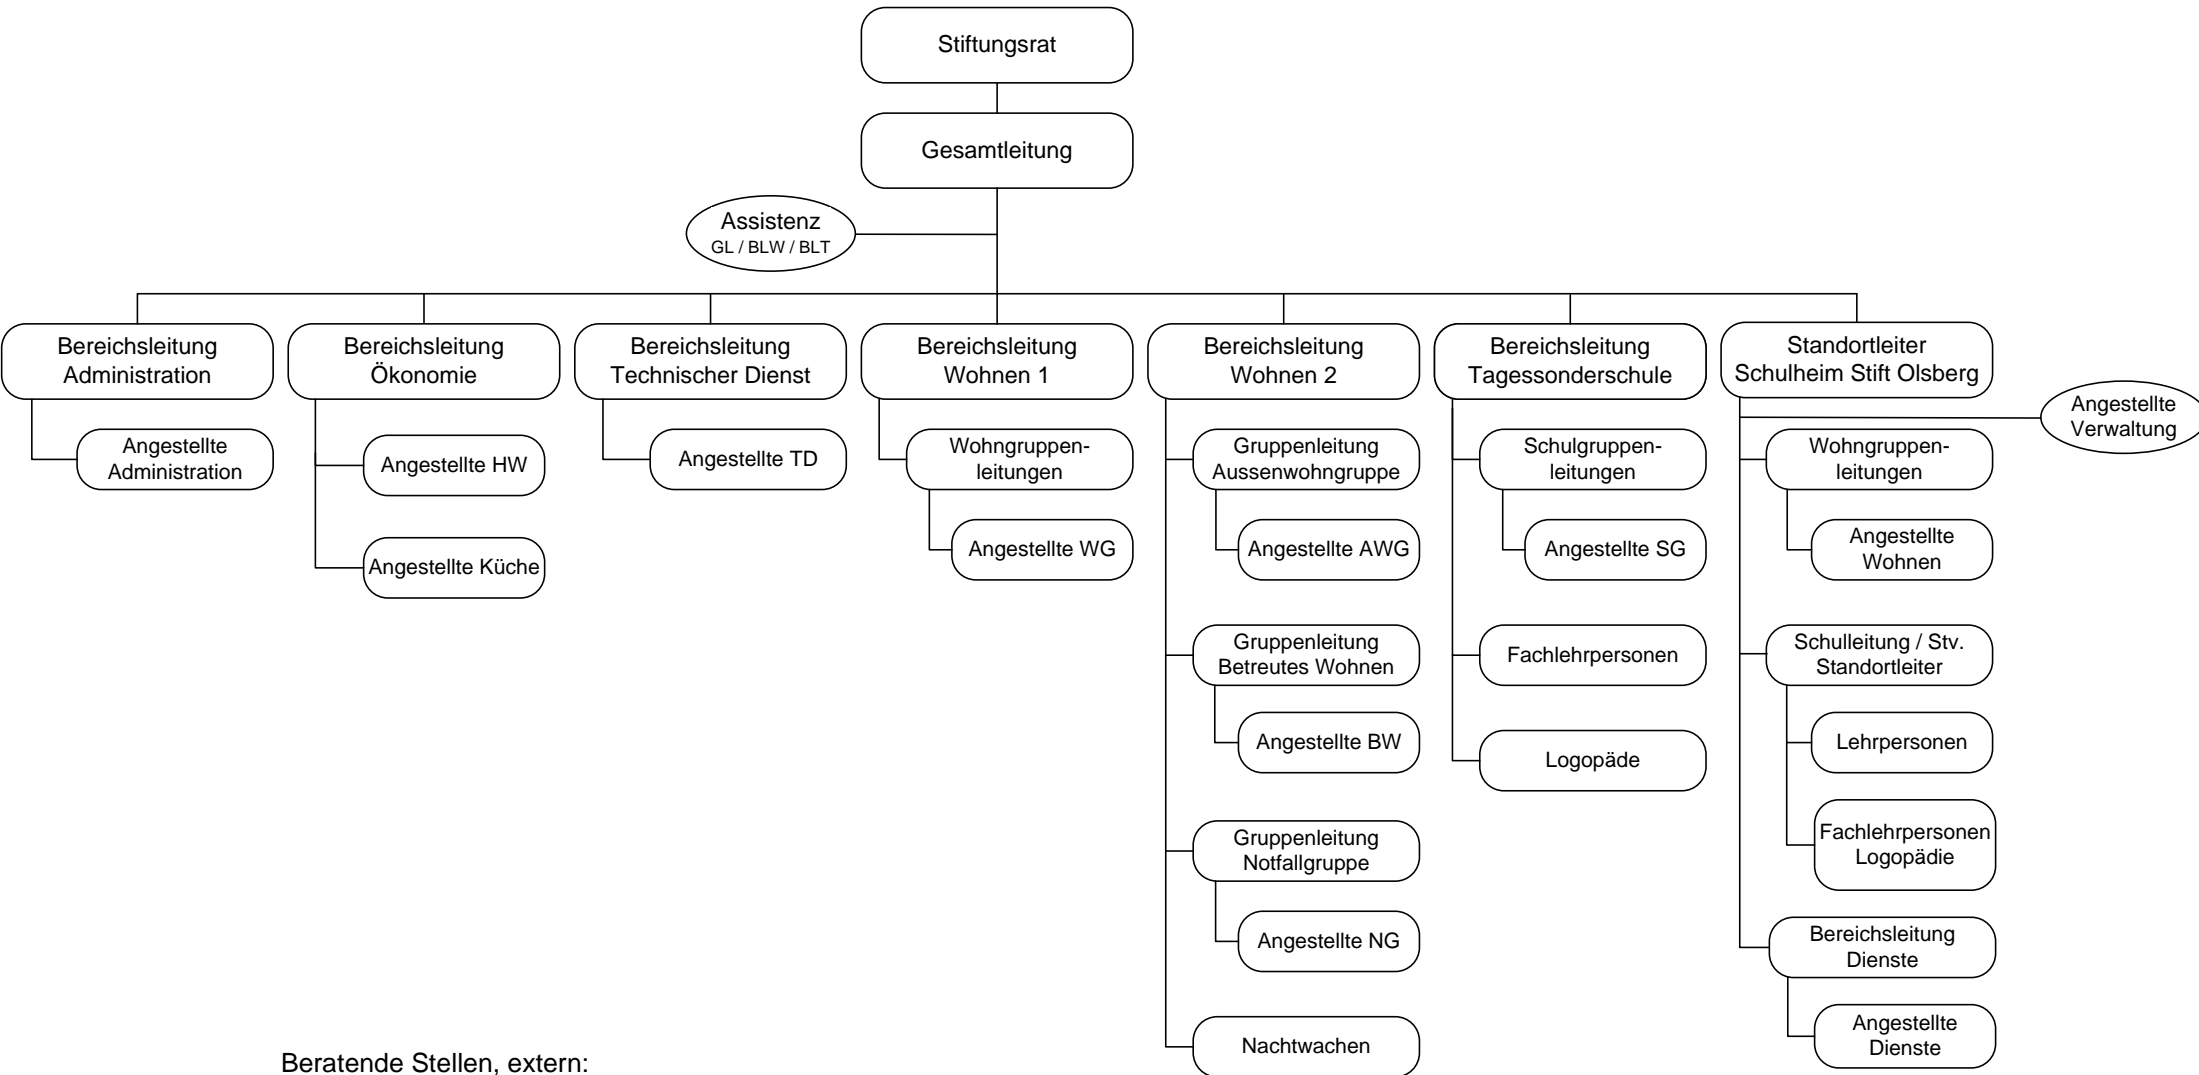 Stiftungsrat
Gesamtleitung
Assistenz
GL / BLW / BLT
Bereichsleitung
Administration
Angestellte
Administration
Bereichsleitung
Ökonomie
Angestellte HW
Angestellte Küche
Bereichsleitung
Technischer Dienst
Angestellte TD
Bereichsleitung
Wohnen 1
Wohngruppen-
leitungen
Angestellte WG
Bereichsleitung
Wohnen 2
Gruppenleitung
Aussenwohngruppe
Angestellte AWG
Gruppenleitung
Betreutes Wohnen
Angestellte BW
Gruppenleitung
Notfallgruppe
Angestellte NG
Nachtwachen
Bereichsleitung
Tagessonderschule
Schulgruppen-
leitungen
Angestellte SG
Fachlehrpersonen
Logopäde
Standortleiter
Schulheim Stift Olsberg
Angestellte
Verwaltung
Wohngruppen-
leitungen
Angestellte
Wohnen
Schulleitung / Stv.
Standortleiter
Lehrpersonen
Fachlehrpersonen
Logopädie
Bereichsleitung
Dienste
Angestellte
Dienste
Beratende Stellen, extern: